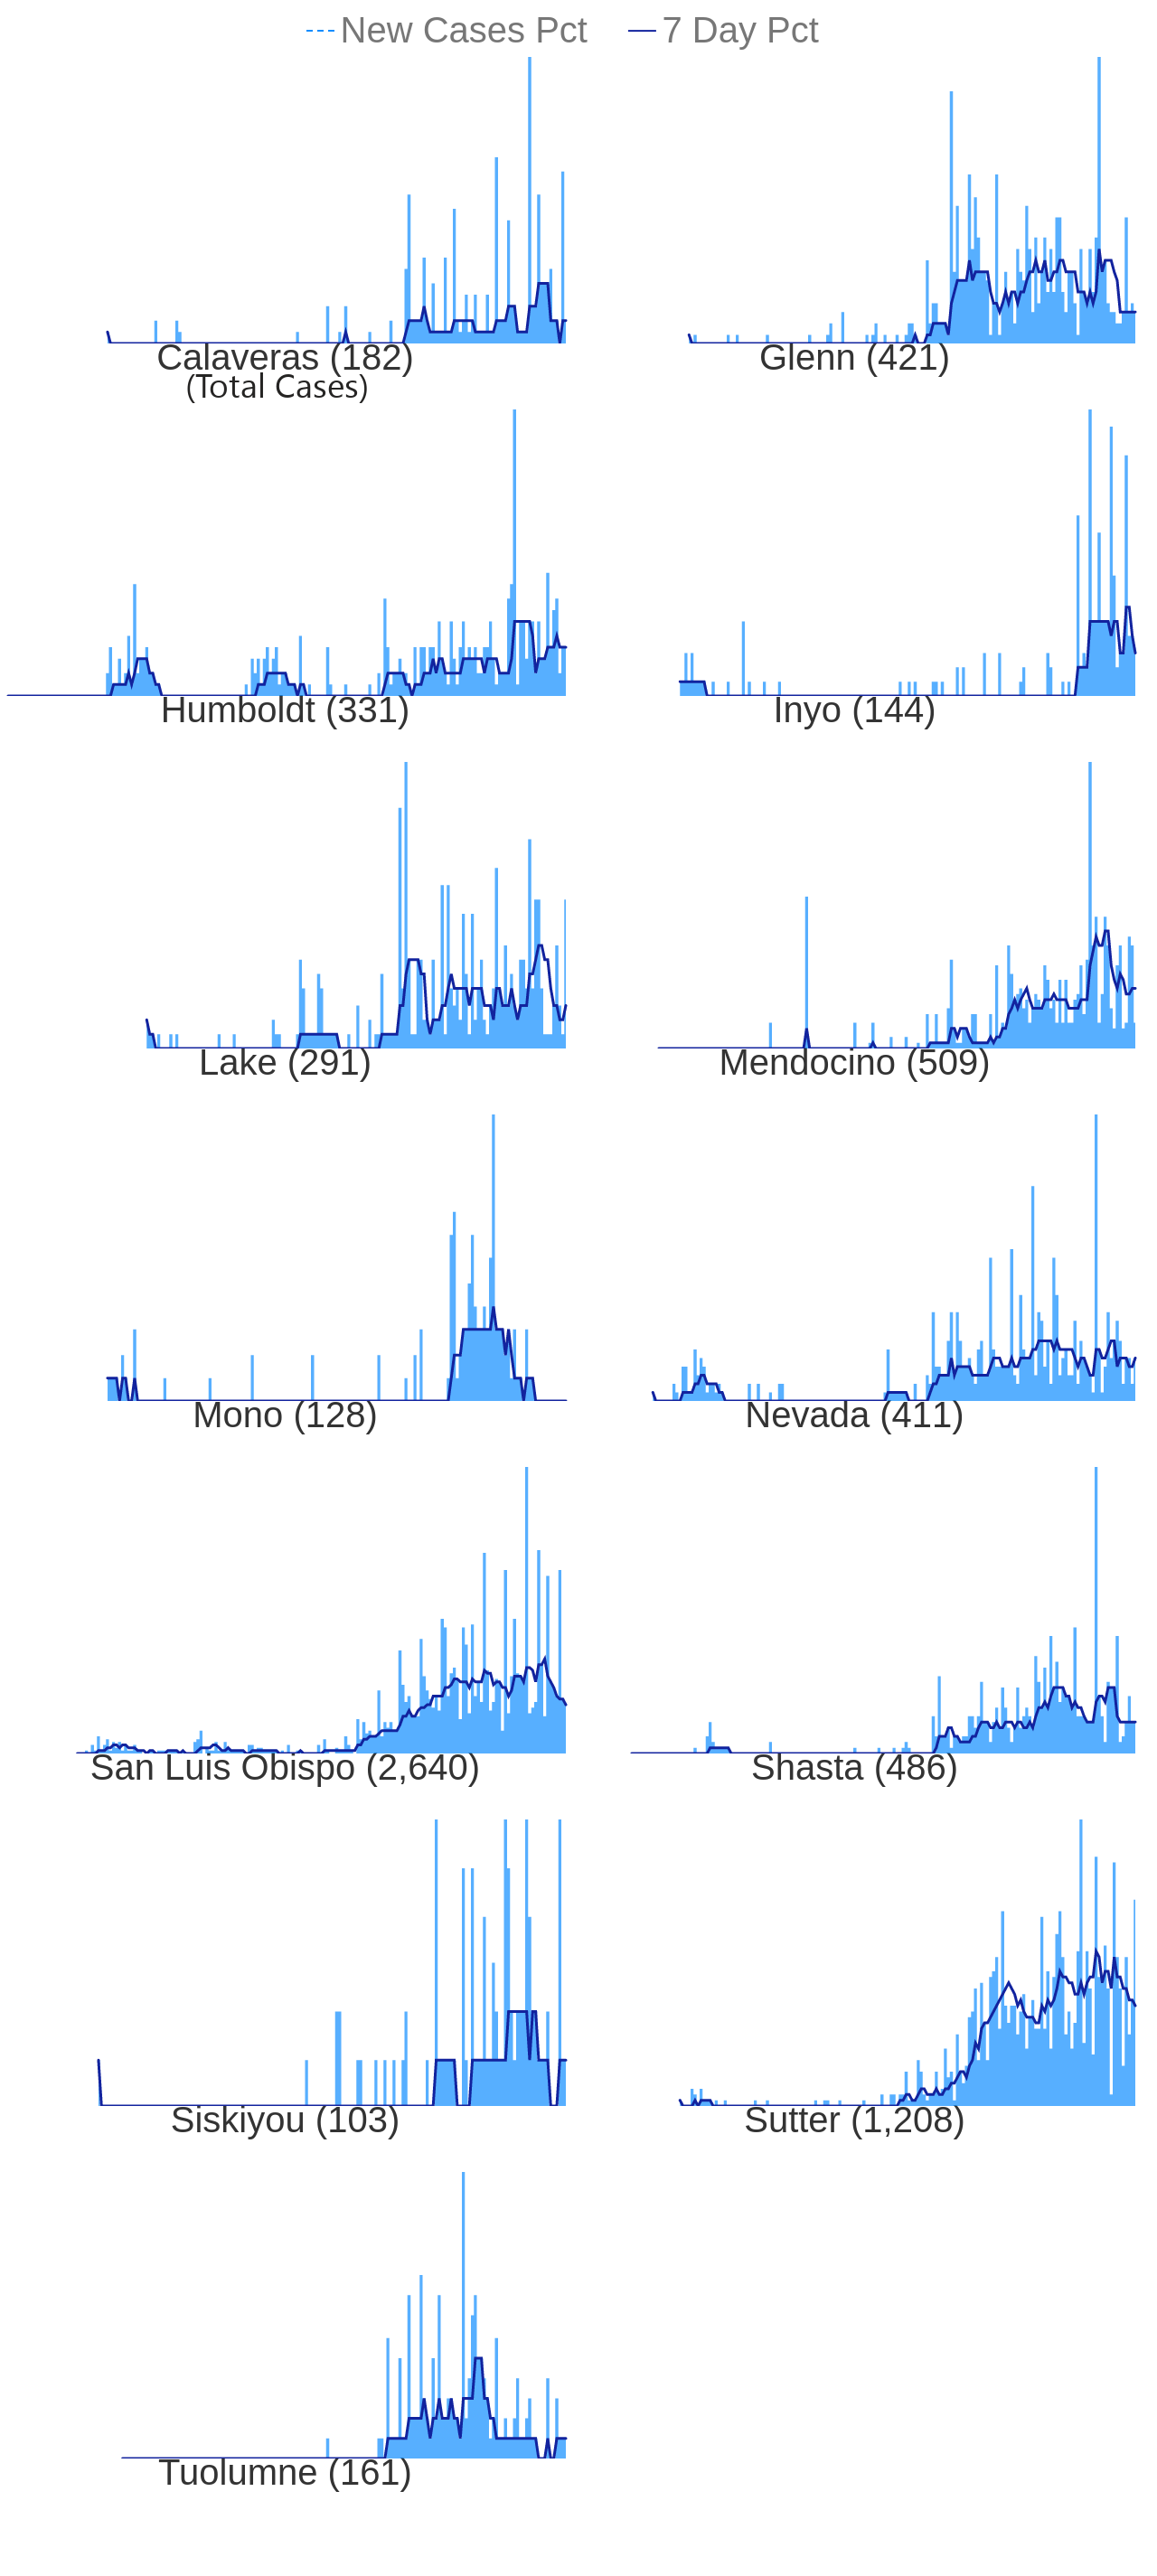 New Cases Pct 7 Day Pct
Calaveras (182)
(Total Cases)
Glenn (421)
Humboldt (331)
Inyo (144)
Lake (291)
Mendocino (509)
Mono (128)
Nevada (411)
San Luis Obispo (2,640)
Shasta (486)
Siskiyou (103)
Sutter (1,208)
Tuolumne (161)